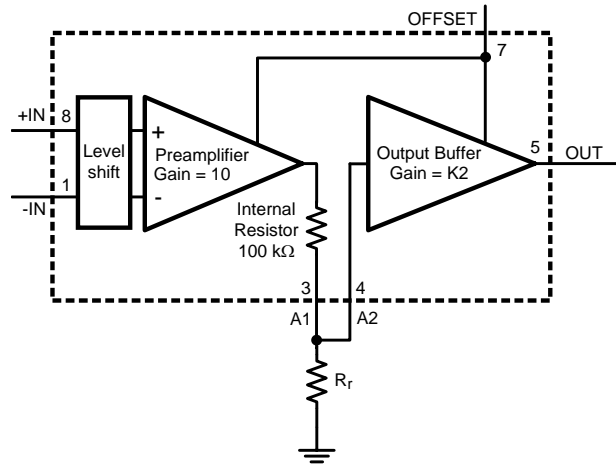 OFFSET
7
+IN
8
Level
shift
+
-
Preamplifier
Gain = 10
Output Buffer
Gain = K2
5
OUT
1
-IN
Internal
Resistor
100 kΩ
3
4
A1
A2
Rr